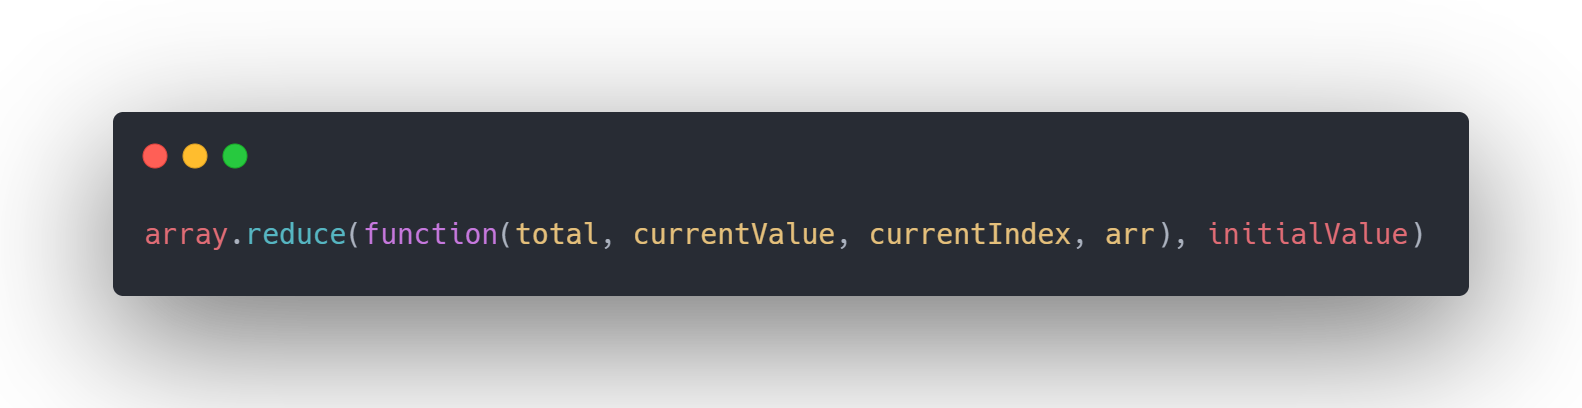 array.reduce(function(total, currentValue, currentIndex, arr), initialValue)